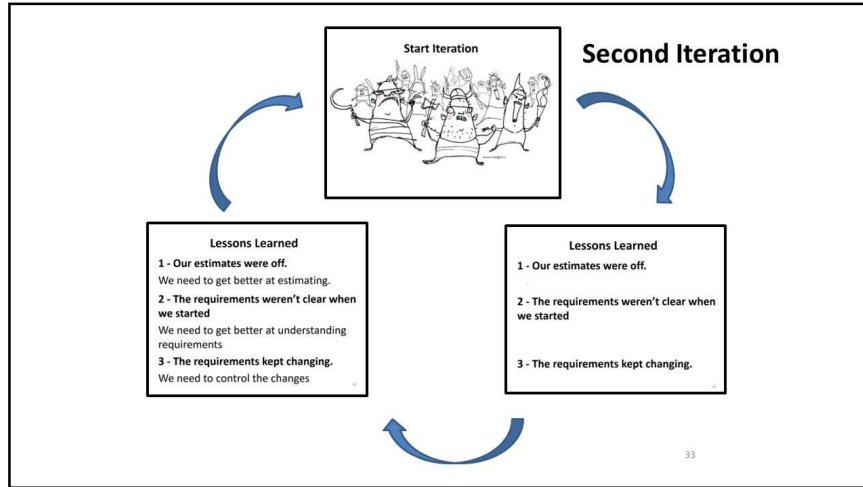 Start Iteration
Second Iteration
Lessons Learned
1 - Our estimates were off.
We need to get better at estimating.
2 - The requirements weren't clear when
we started
We need to get better at understanding
requirements
3 - The requirements kept changing.
We need to control the changes
Lessons Learned
1 - Our estimates were off.
2 - The requirements weren't clear when
we started
3 - The requirements kept changing.
33